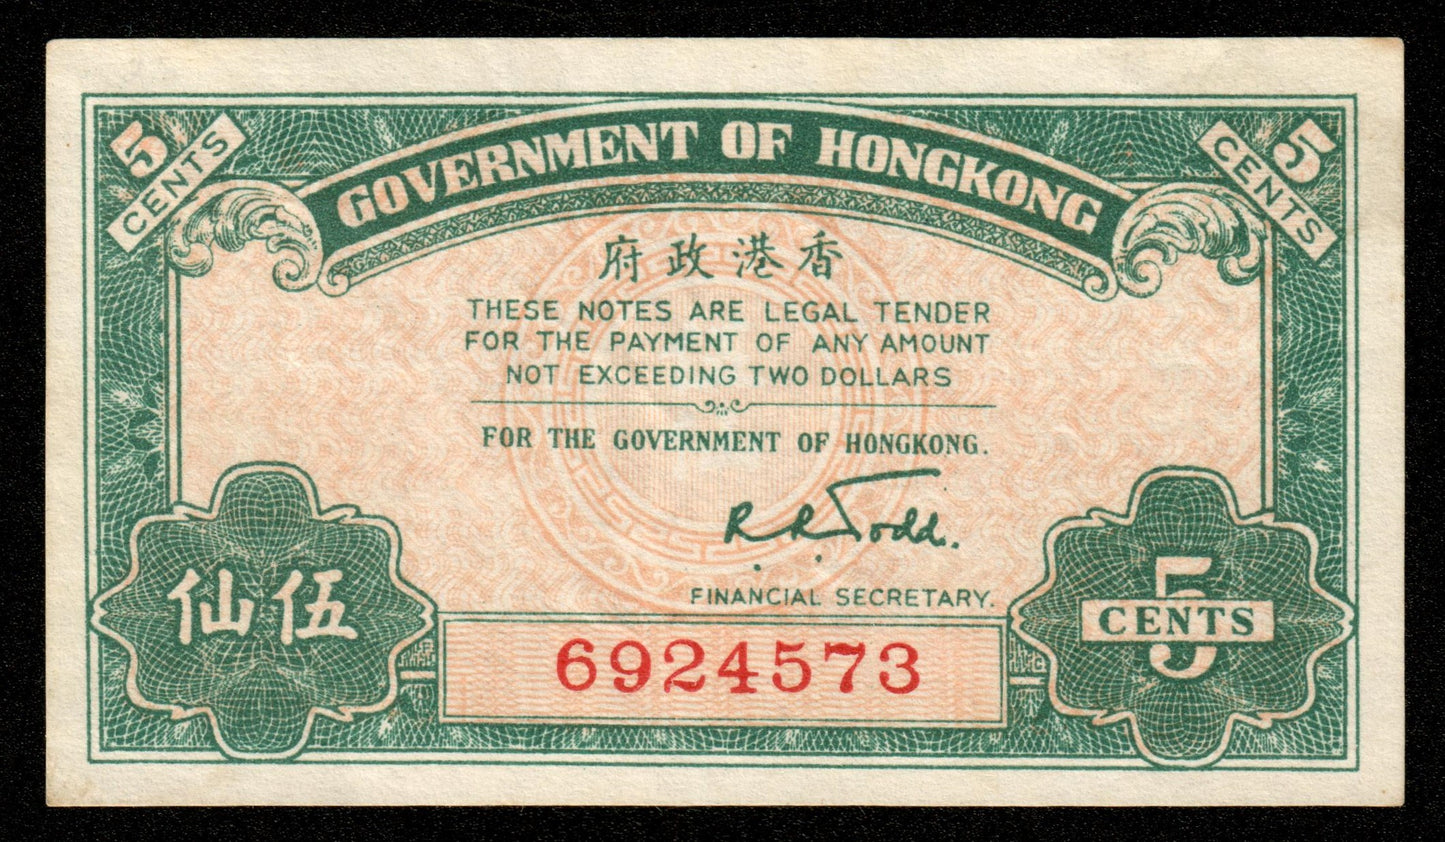 5
CENTS
GOVERNMENT OF HONGKONG
5
CENTS
府政港香
THESE NOTES ARE LEGAL TENDER
FOR THE PAYMENT OF ANY AMOUNT
NOT EXCEEDING TWO DOLLARS
FOR THE GOVERNMENT OF HONGKONG.
R. R. Todd.
FINANCIAL SECRETARY.
仙伍
5
CENTS
6924573